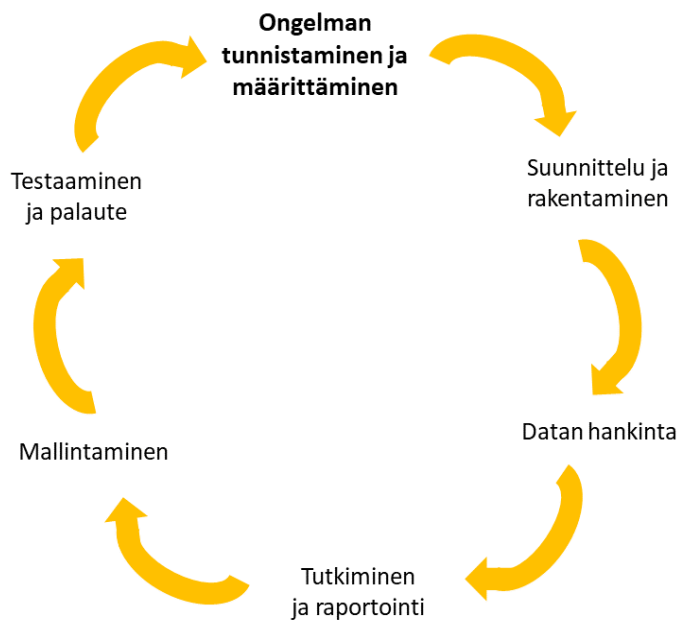 Ongelman
tunnistaminen ja
määrittäminen
Suunnittelu ja
rakentaminen
Datan hankinta
Tutkiminen
ja raportointi
Mallintaminen
Testaaminen
ja palaute